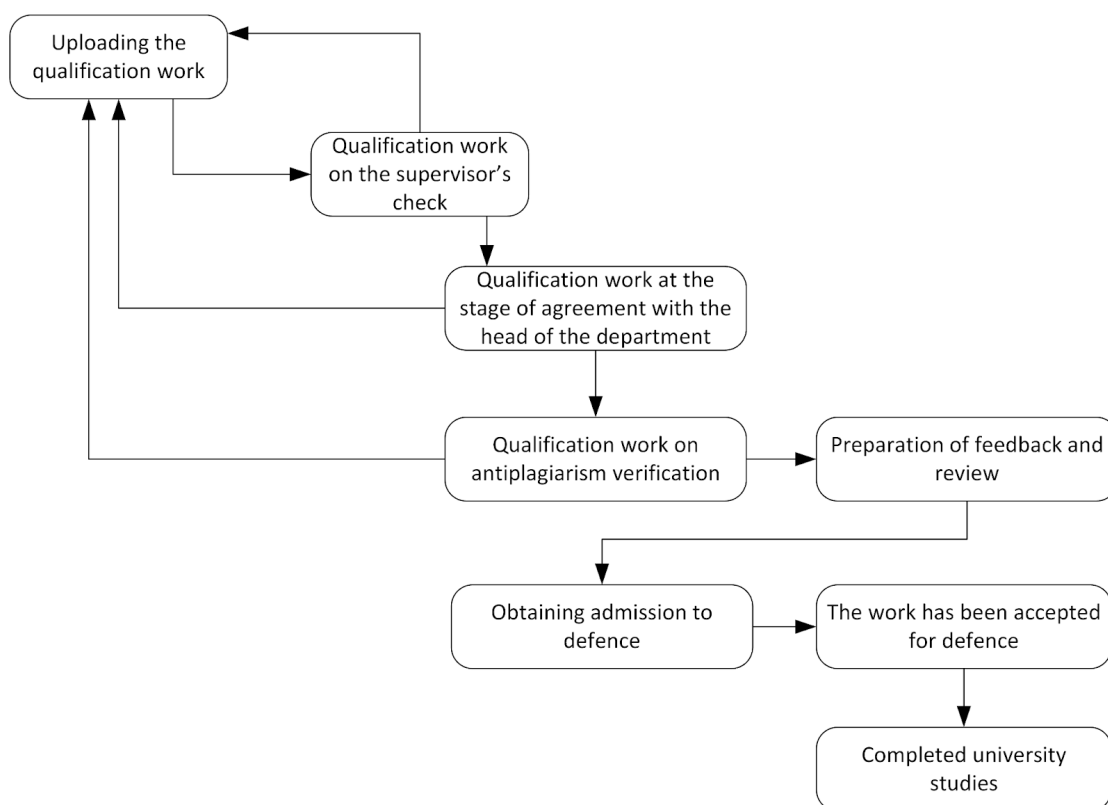 Uploading the
qualification work
Qualification work
on the supervisor’s
check
Qualification work at the
stage of agreement with the
head of the department
Qualification work on
antiplagiarism verification
Preparation of feedback and
review
Obtaining admission to
defence
The work has been accepted
for defence
Completed university
studies